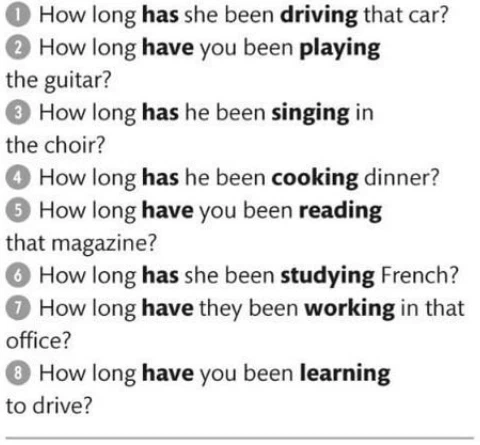 1 How long has she been driving that car?
2 How long have you been playing
the guitar?
3 How long has he been singing in
the choir?
4 How long has he been cooking dinner?
5 How long have you been reading
that magazine?
6 How long has she been studying French?
7 How long have they been working in that
office?
8 How long have you been learning
to drive?